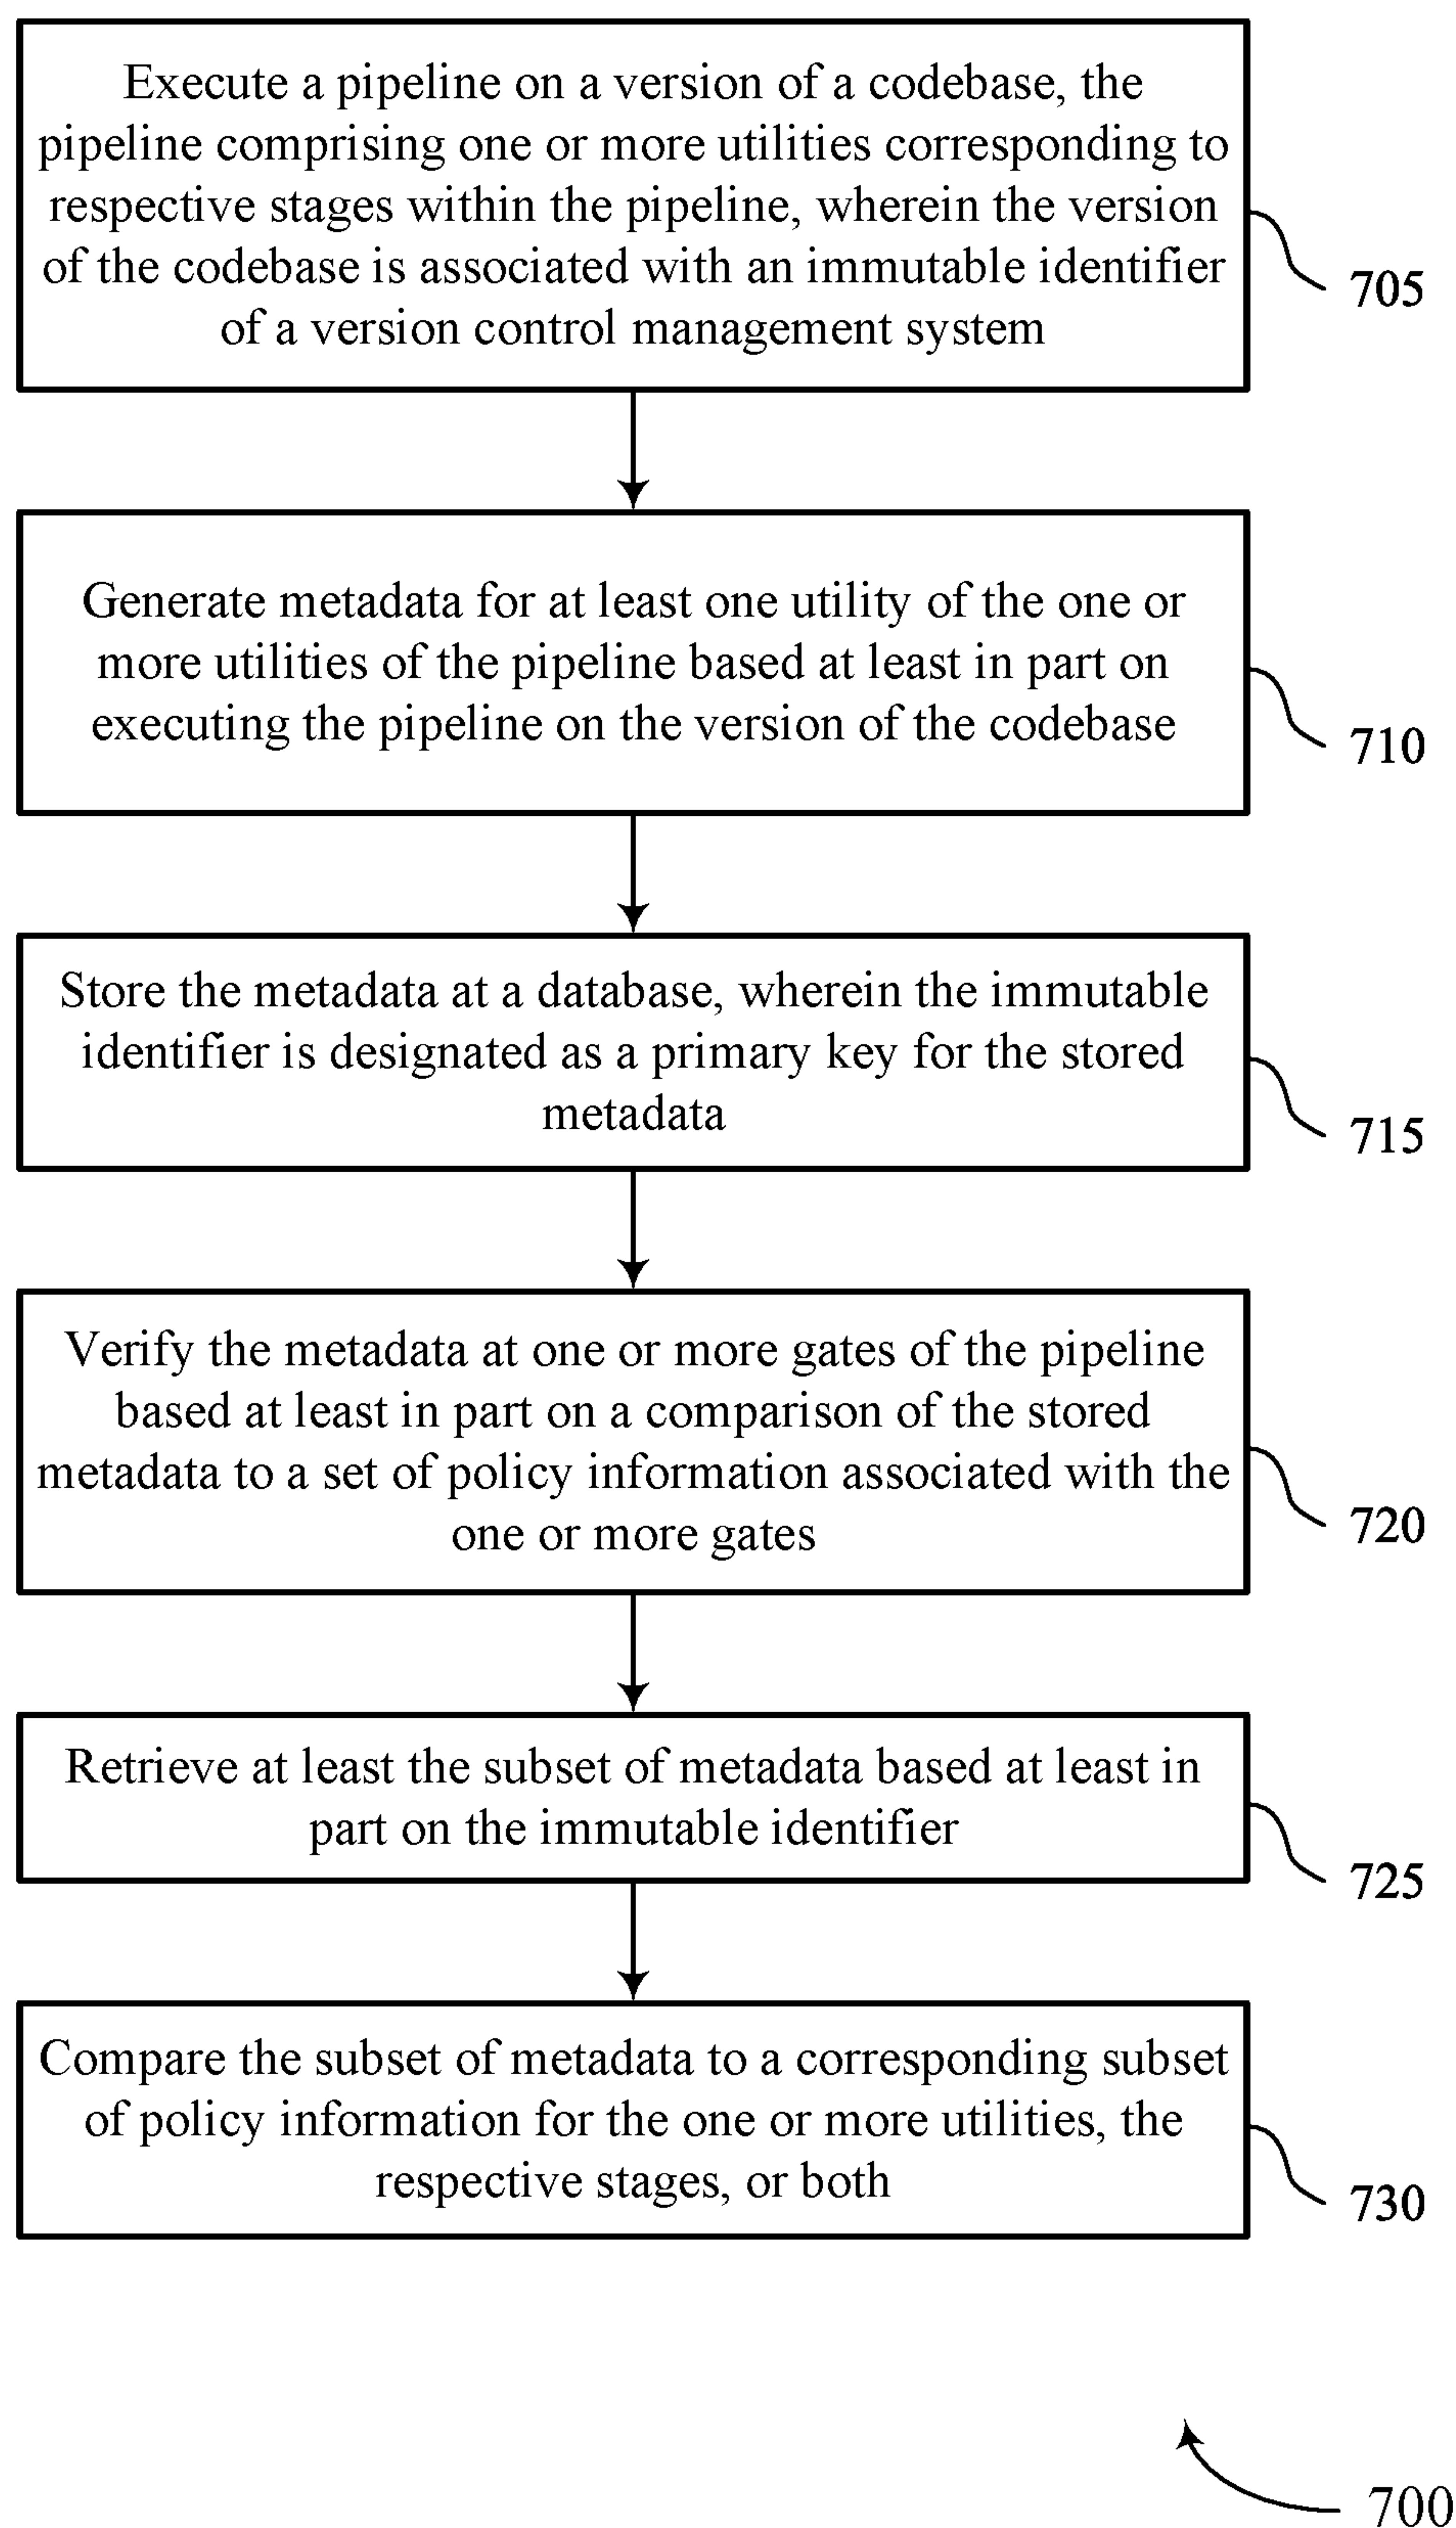 Execute a pipeline on a version of a codebase, the
pipeline comprising one or more utilities corresponding to
respective stages within the pipeline, wherein the version
of the codebase is associated with an immutable identifier
of a version control management system
705
Generate metadata for at least one utility of the one or
more utilities of the pipeline based at least in part on
executing the pipeline on the version of the codebase
710
Store the metadata at a database, wherein the immutable
identifier is designated as a primary key for the stored
metadata
715
Verify the metadata at one or more gates of the pipeline
based at least in part on a comparison of the stored
metadata to a set of policy information associated with the
one or more gates
720
Retrieve at least the subset of metadata based at least in
part on the immutable identifier
725
Compare the subset of metadata to a corresponding subset
of policy information for the one or more utilities, the
respective stages, or both
730
700